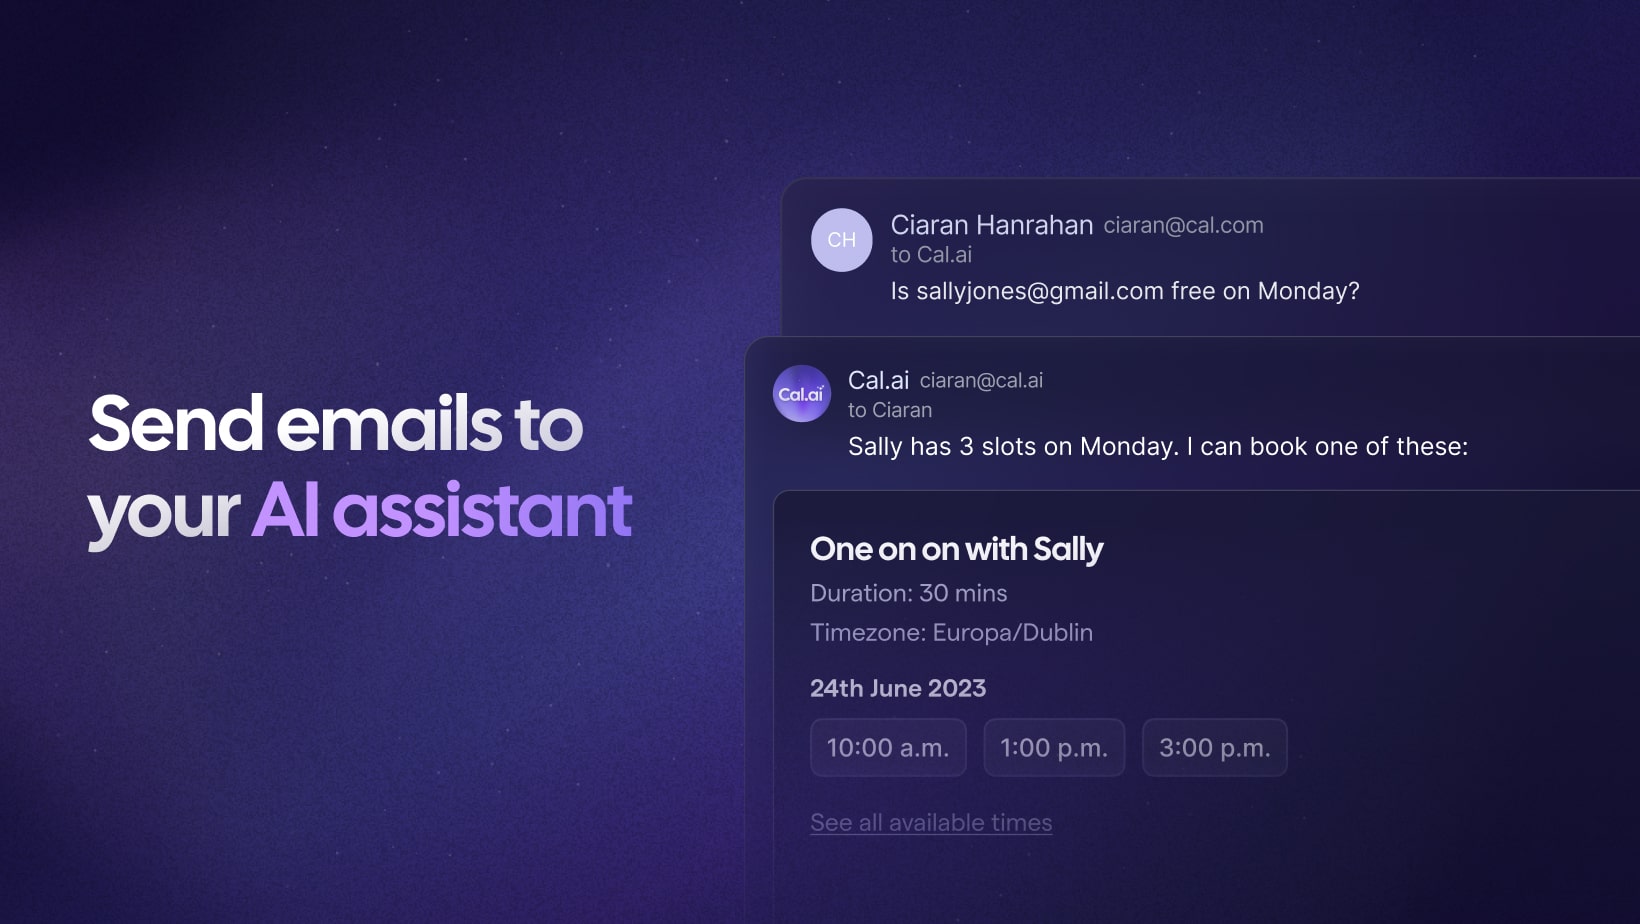 Send emails to
your AI assistant
CH
Ciaran Hanrahan ciaran@cal.com
to Cal.ai
Is sallyjones@gmail.com free on Monday?
Cal.ai
Cal.ai ciaran@cal.ai
to Ciaran
Sally has 3 slots on Monday. I can book one of these:
One on on with Sally
Duration: 30 mins
Timezone: Europa/Dublin
24th June 2023
10:00 a.m. 1:00 p.m. 3:00 p.m.
See all available times